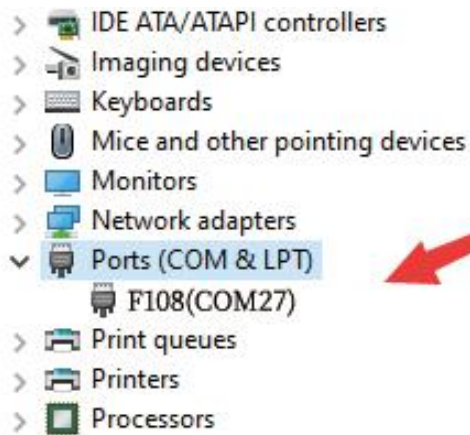 IDE ATA/ATAPI controllers
Imaging devices
Keyboards
Mice and other pointing devices
Monitors
Network adapters
Ports (COM & LPT)
F108(COM27)
Print queues
Printers
Processors